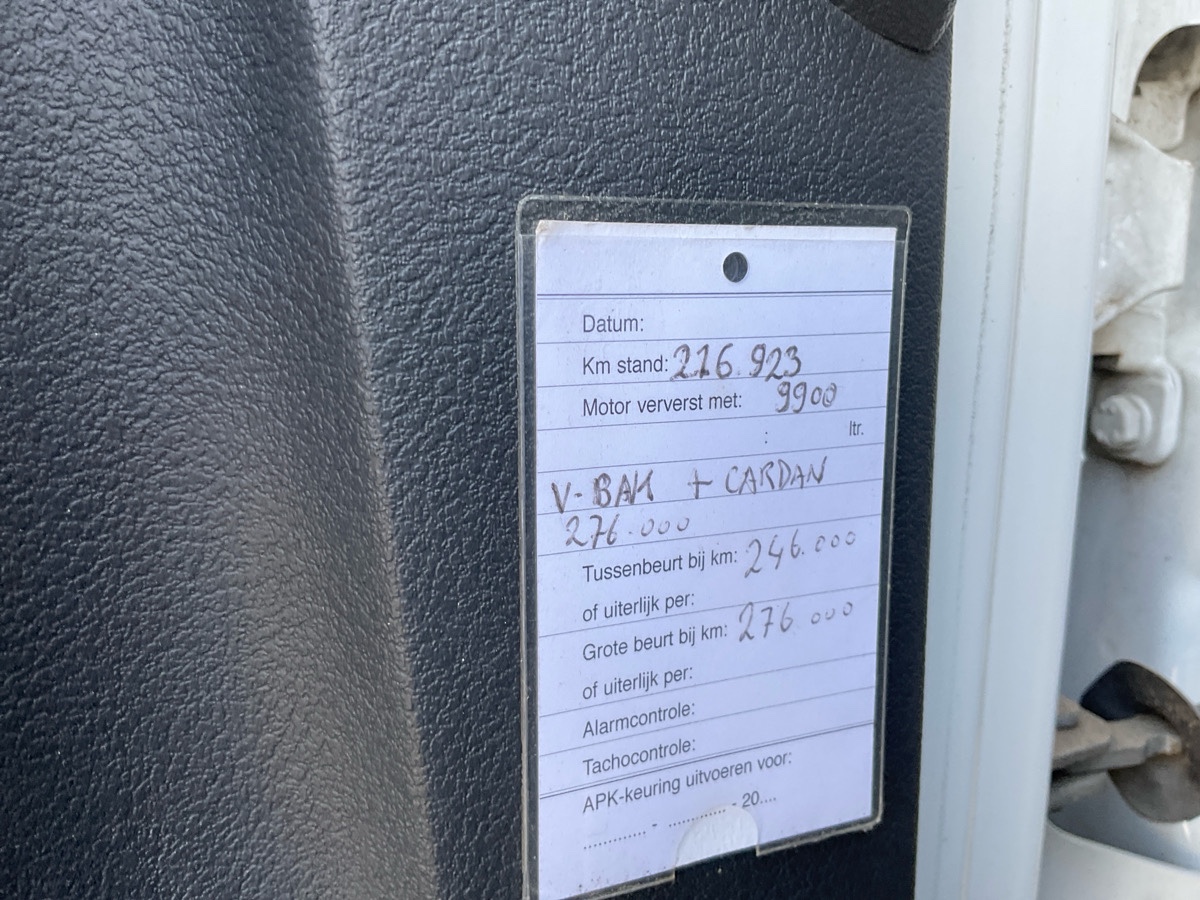 Datum:
Km stand: 216.923
Motor ververst met: 9900
: ltr.
V-BAK + CARDAN
276.000
Tussenbeurt bij km: 246.000
of uiterlijk per:
Grote beurt bij km: 276.000
of uiterlijk per:
Alarmcontrole:
Tachocontrole:
APK-keuring uitvoeren voor:
............ - ............ - 20....